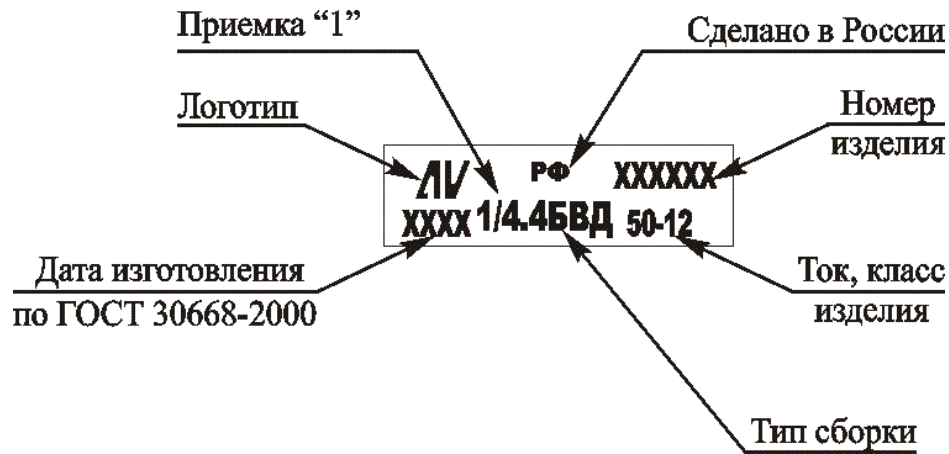 Приемка “1”
Сделано в России
Логотип
Номер
изделия
РФ
XXXXXX
XXXX
1/4.4БВД
50-12
Дата изготовления
по ГОСТ 30668-2000
Ток, класс
изделия
Тип сборки